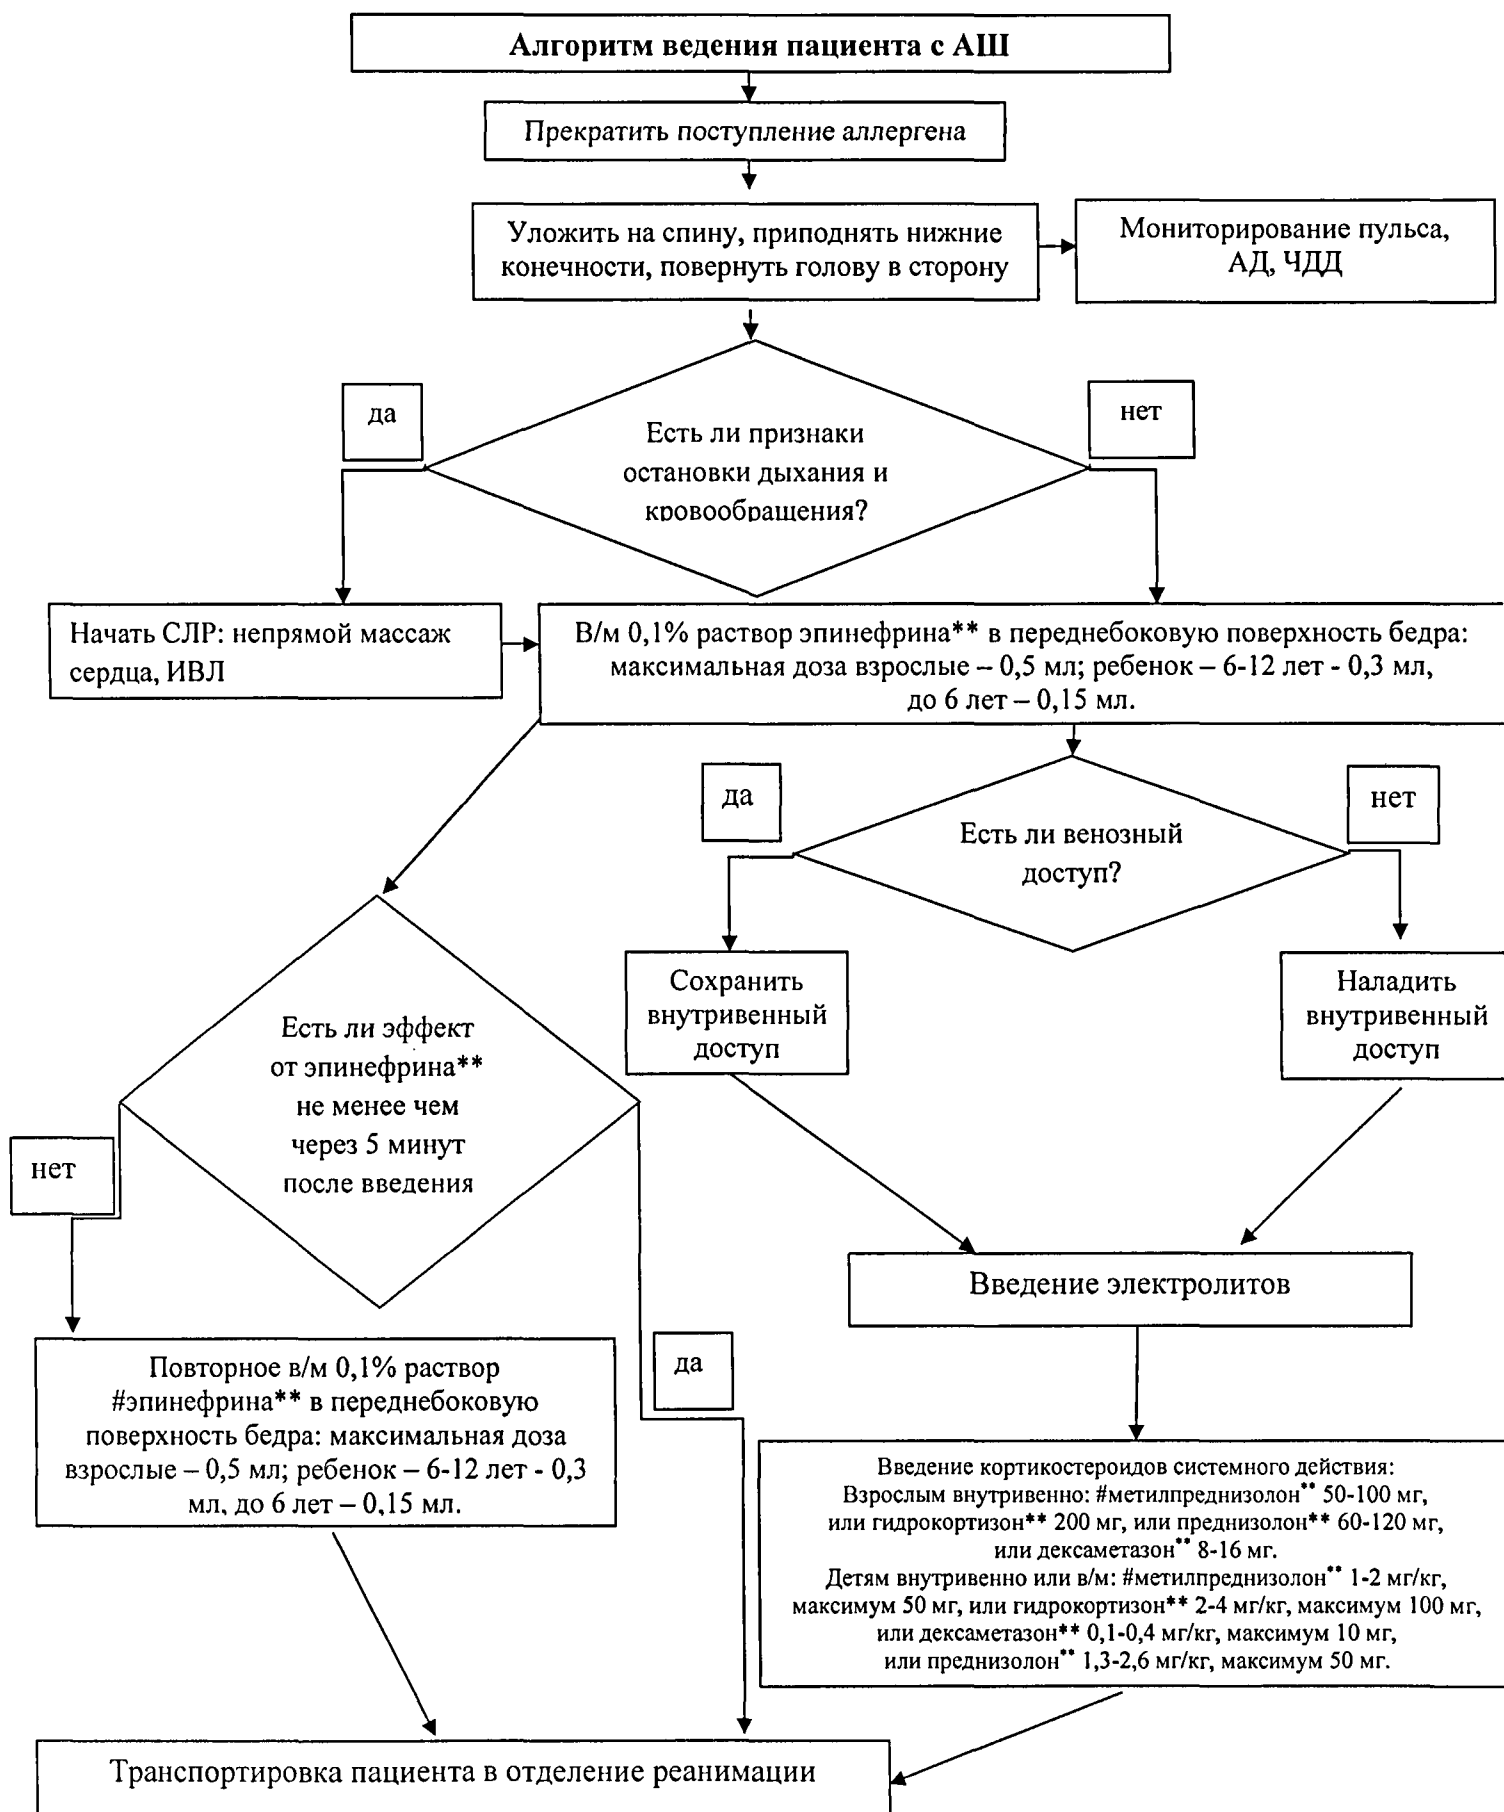 Алгоритм ведения пациента с АШ
Прекратить поступление аллергена
Уложить на спину, приподнять нижние
конечности, повернуть голову в сторону
Мониторирование пульса,
АД, ЧДД
да
нет
Есть ли признаки
остановки дыхания и
кровообращения?
Начать СЛР: непрямой массаж
сердца, ИВЛ
В/м 0,1% раствор эпинефрина** в переднебоковую поверхность бедра:
максимальная доза взрослые – 0,5 мл; ребенок – 6-12 лет - 0,3 мл,
до 6 лет – 0,15 мл.
да
нет
Есть ли венозный
доступ?
Сохранить
внутривенный
доступ
Наладить
внутривенный
доступ
Есть ли эффект
от эпинефрина**
не менее чем
через 5 минут
после введения
нет
да
Введение электролитов
Повторное в/м 0,1% раствор
#эпинефрина** в переднебоковую
поверхность бедра: максимальная доза
взрослые – 0,5 мл; ребенок – 6-12 лет - 0,3
мл, до 6 лет – 0,15 мл.
Введение кортикостероидов системного действия:
Взрослым внутривенно: #метилпреднизолон** 50-100 мг,
или гидрокортизон** 200 мг, или преднизолон** 60-120 мг,
или дексаметазон** 8-16 мг.
Детям внутривенно или в/м: #метилпреднизолон** 1-2 мг/кг,
максимум 50 мг, или гидрокортизон** 2-4 мг/кг, максимум 100 мг,
или дексаметазон** 0,1-0,4 мг/кг, максимум 10 мг,
или преднизолон** 1,3-2,6 мг/кг, максимум 50 мг.
Транспортировка пациента в отделение реанимации